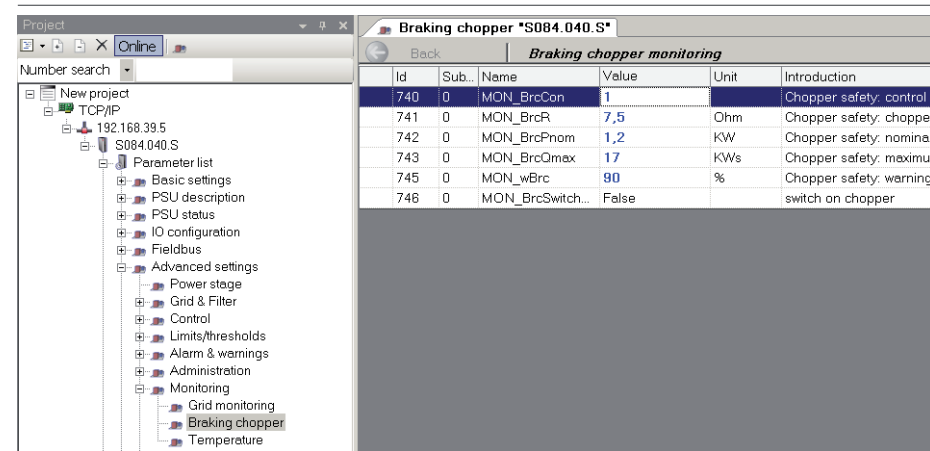 Project
Online
Number search
New project
TCP/IP
192.168.39.5
S084.040.S
Parameter list
Basic settings
PSU description
PSU status
IO configuration
Fieldbus
Advanced settings
Power stage
Grid & Filter
Control
Limits/thresholds
Alarm & warnings
Administration
Monitoring
Grid monitoring
Braking chopper
Temperature
Braking chopper "S084.040.S"
Back Braking chopper monitoring
Id Sub... Name Value Unit Introduction
740 0 MON_BrcCon 1 Chopper safety: control
741 0 MON_BrcR 7,5 Ohm Chopper safety: choppe
742 0 MON_BrcPnom 1,2 KW Chopper safety: nomina
743 0 MON_BrcQmax 17 KWs Chopper safety: maximu
745 0 MON_wBrc 90 % Chopper safety: warning
746 0 MON_BrcSwitch... False switch on chopper